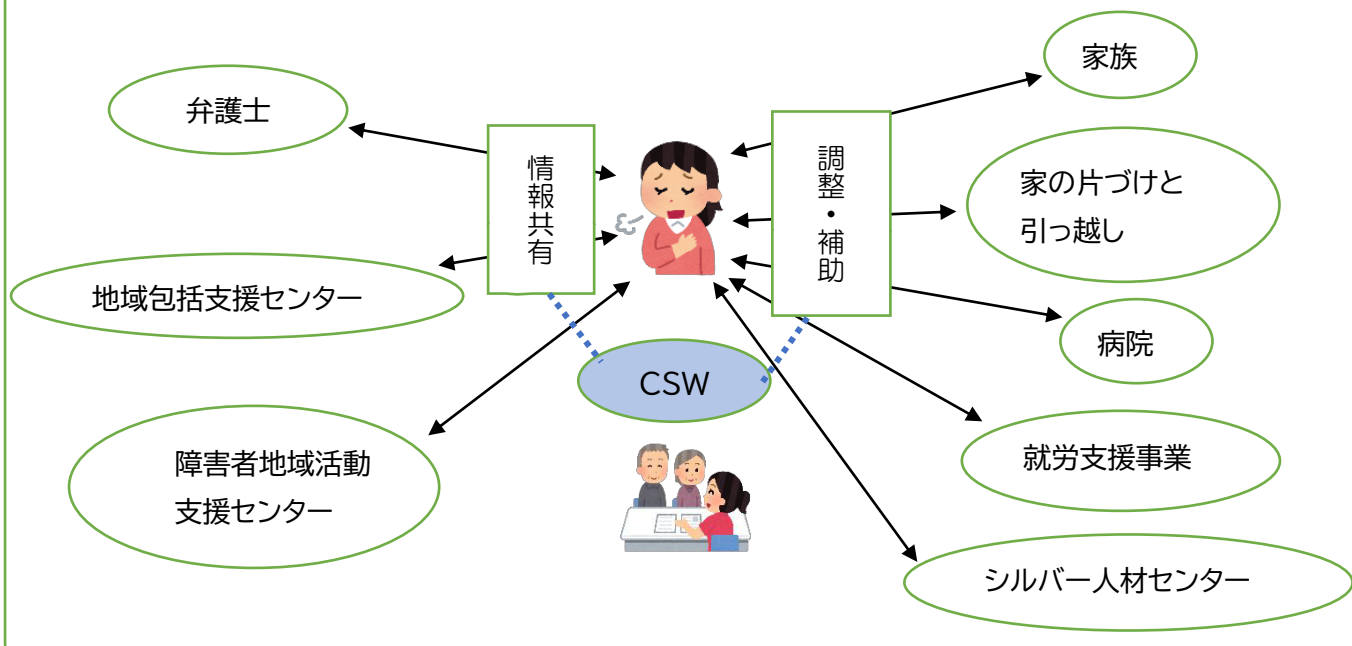 家族
弁護士
情報共有
調整・補助
家の片づけと
引っ越し
地域包括支援センター
病院
CSW
障害者地域活動
支援センター
就労支援事業
シルバー人材センター